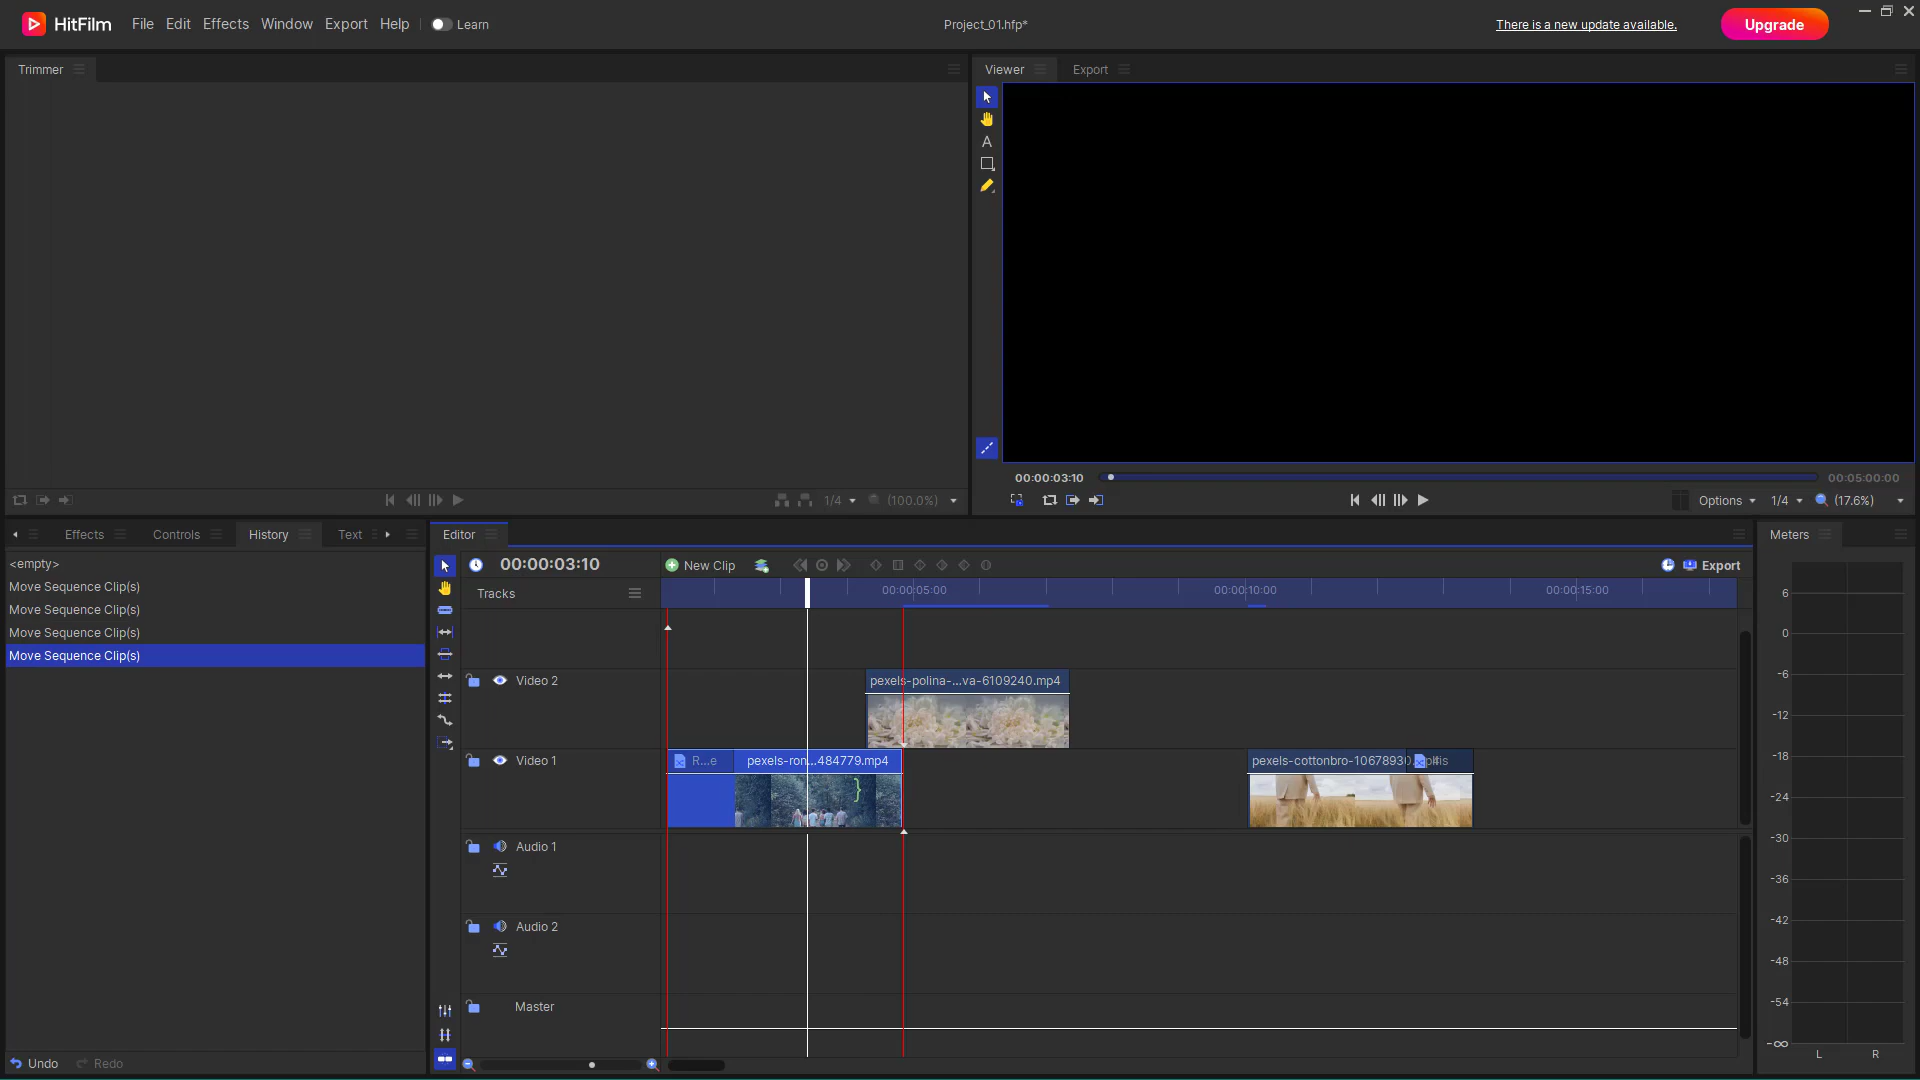 HitFilm File Edit Effects Window Export Help Learn Project_01.hfp* There is a new update available. Upgrade
Trimmer
Viewer Export
A
1/4 (100.0%)
00:00:03:10 00:05:00:00
Options 1/4 (17.6%)
Effects Controls History Text
<empty>
Move Sequence Clip(s)
Move Sequence Clip(s)
Move Sequence Clip(s)
Move Sequence Clip(s)
Undo Redo
Editor
00:00:03:10 New Clip Export
Tracks 00:00:05:00 00:00:10:00 00:00:15:00
Video 2 pexels-polina-...va-6109240.mp4
Video 1 R...e pexels-ron...484779.mp4 pexels-cottonbro-10678930
Audio 1
Audio 2
Master
Meters
6
0
-6
-12
-18
-24
-30
-36
-42
-48
-54
-∞
L R